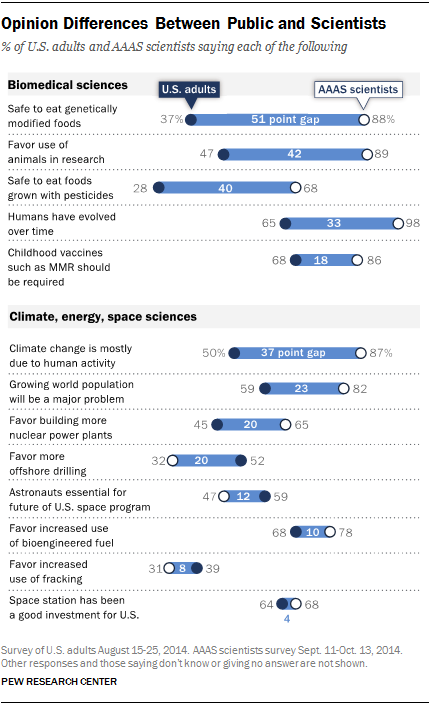 Opinion Differences Between Public and Scientists
% of U.S. adults and AAAS scientists saying each of the following
Biomedical sciences
U.S. adults
AAAS scientists
Safe to eat genetically
modified foods
37% 51 point gap 88%
Favor use of
animals in research
47 42 89
Safe to eat foods
grown with pesticides
28 40 68
Humans have evolved
over time
65 33 98
Childhood vaccines
such as MMR should
be required
68 18 86
Climate, energy, space sciences
Climate change is mostly
due to human activity
50% 37 point gap 87%
Growing world population
will be a major problem
59 23 82
Favor building more
nuclear power plants
45 20 65
Favor more
offshore drilling
32 20 52
Astronauts essential for
future of U.S. space program
47 12 59
Favor increased use
of bioengineered fuel
68 10 78
Favor increased
use of fracking
31 8 39
Space station has been
a good investment for U.S.
64 68
4
Survey of U.S. adults August 15-25, 2014. AAAS scientists survey Sept. 11-Oct. 13, 2014.
Other responses and those saying don't know or giving no answer are not shown.
PEW RESEARCH CENTER